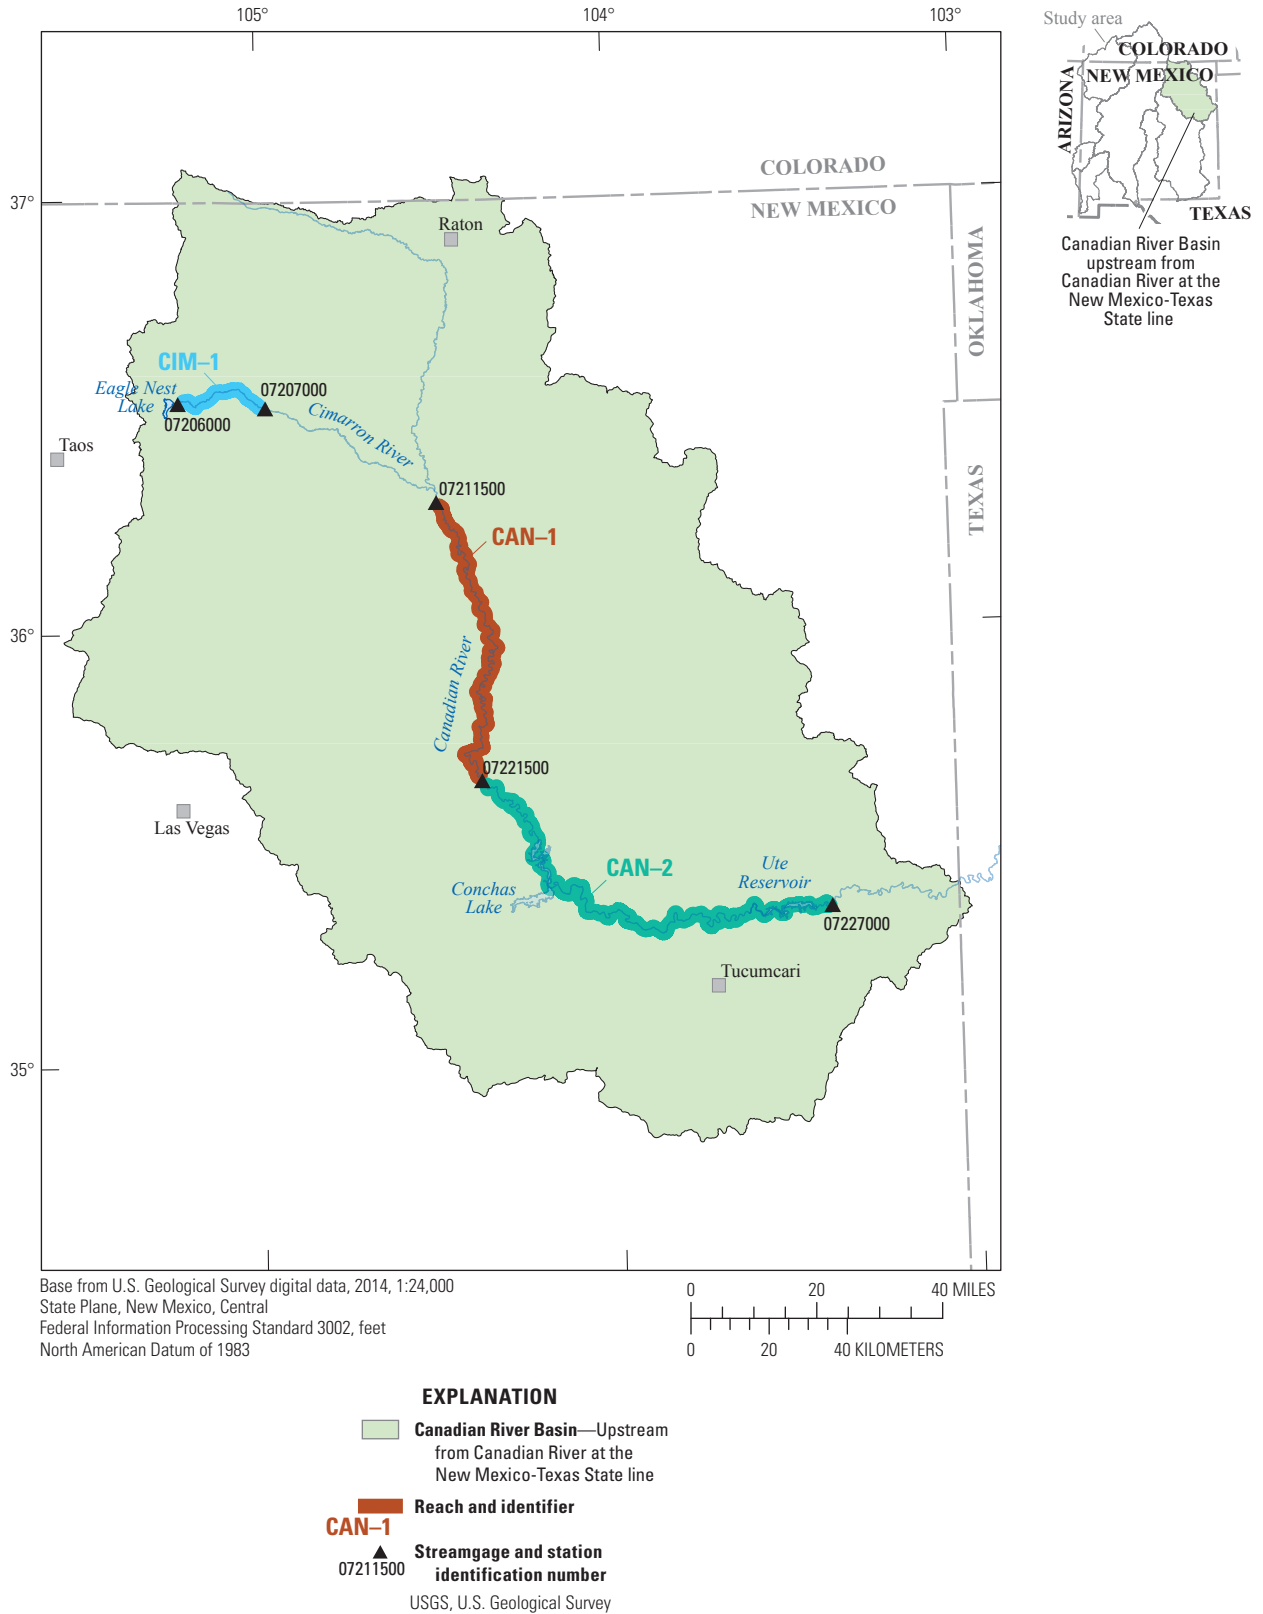 105°
104°
103°
Study area
COLORADO
NEW MEXICO
ARIZONA
TEXAS
Canadian River Basin
upstream from
Canadian River at the
New Mexico-Texas
State line
COLORADO
NEW MEXICO
37°
Raton
OKLAHOMA
CIM–1
Eagle Nest
Lake
07207000
07206000
Cimarron River
Taos
TEXAS
07211500
CAN–1
36°
Canadian River
07221500
Las Vegas
CAN–2
Ute
Reservoir
Conchas
Lake
07227000
Tucumcari
35°
Base from U.S. Geological Survey digital data, 2014, 1:24,000
State Plane, New Mexico, Central
Federal Information Processing Standard 3002, feet
North American Datum of 1983
0 20 40 MILES
0 20 40 KILOMETERS
EXPLANATION
Canadian River Basin—Upstream
from Canadian River at the
New Mexico-Texas State line
Reach and identifier
CAN–1
Streamgage and station
identification number
07211500
USGS, U.S. Geological Survey